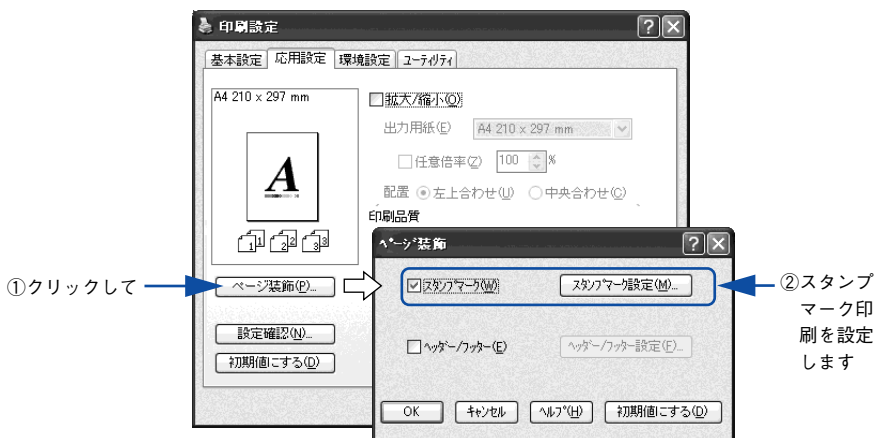 印刷設定
基本設定 応用設定 環境設定 ユーティリティ
A4 210 x 297 mm
A
1 1 2 2 3 3
ページ装飾(P)...
設定確認(N)...
初期値にする(D)
拡大/縮小(O)
出力用紙(E) A4 210 x 297 mm
任意倍率(Z) 100 %
配置 左上合わせ(U) 中央合わせ(C)
印刷品質
①クリックして
ページ装飾
スタンプマーク(W) スタンプマーク設定(M)...
ヘッダー/フッター(E) ヘッダー/フッター設定(F)...
OK キャンセル ヘルプ(H) 初期値にする(D)
②スタンプ
マーク印
刷を設定
します